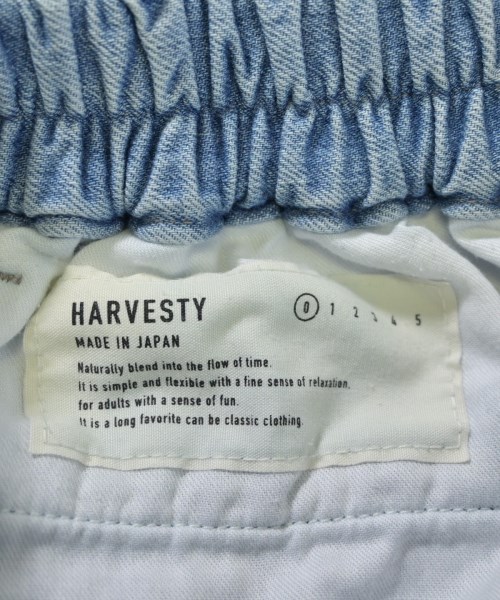 HARVESTY 0 1 2 3 4 5
MADE IN JAPAN
Naturally blend into the flow of time.
It is simple and flexible with a fine sense of relaxation,
for adults with a sense of fun.
It is a long favorite can be classic clothing.